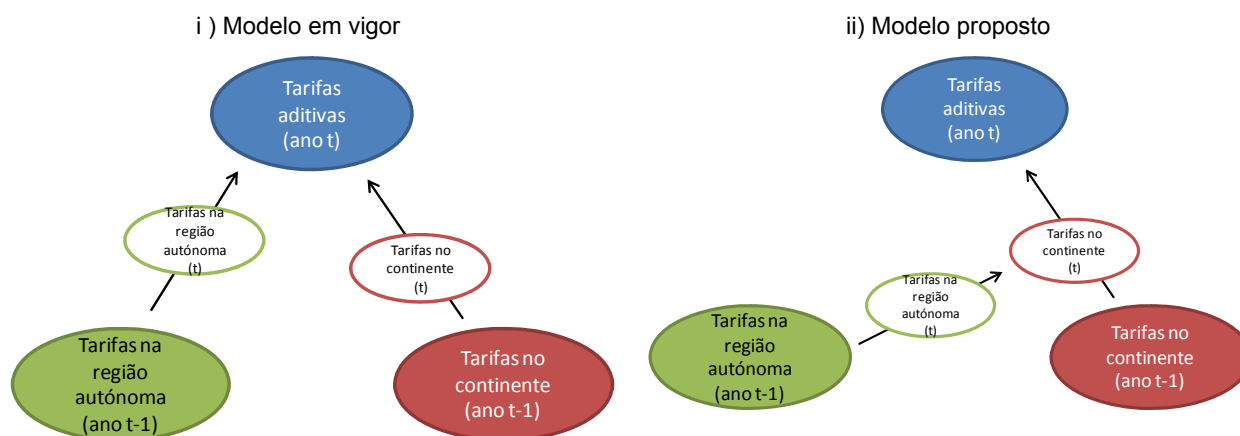 i ) Modelo em vigor
Tarifas
aditivas
(ano t)
Tarifas na
região
autónoma
(t)
Tarifas no
continente
(t)
Tarifas na
região
autónoma
(ano t-1)
Tarifas no
continente
(ano t-1)
ii) Modelo proposto
Tarifas
aditivas
(ano t)
Tarifas no
continente
(t)
Tarifas na
região
autónoma
(t)
Tarifas na
região
autónoma
(ano t-1)
Tarifas no
continente
(ano t-1)